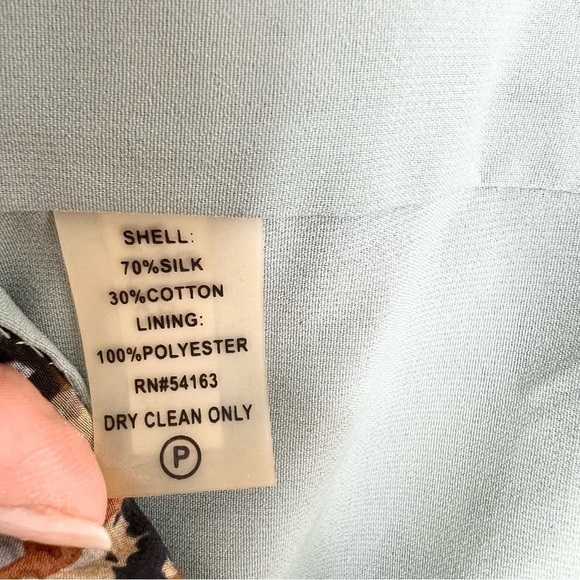 SHELL:
70%SILK
30%COTTON
LINING:
100%POLYESTER
RN#54163
DRY CLEAN ONLY
P